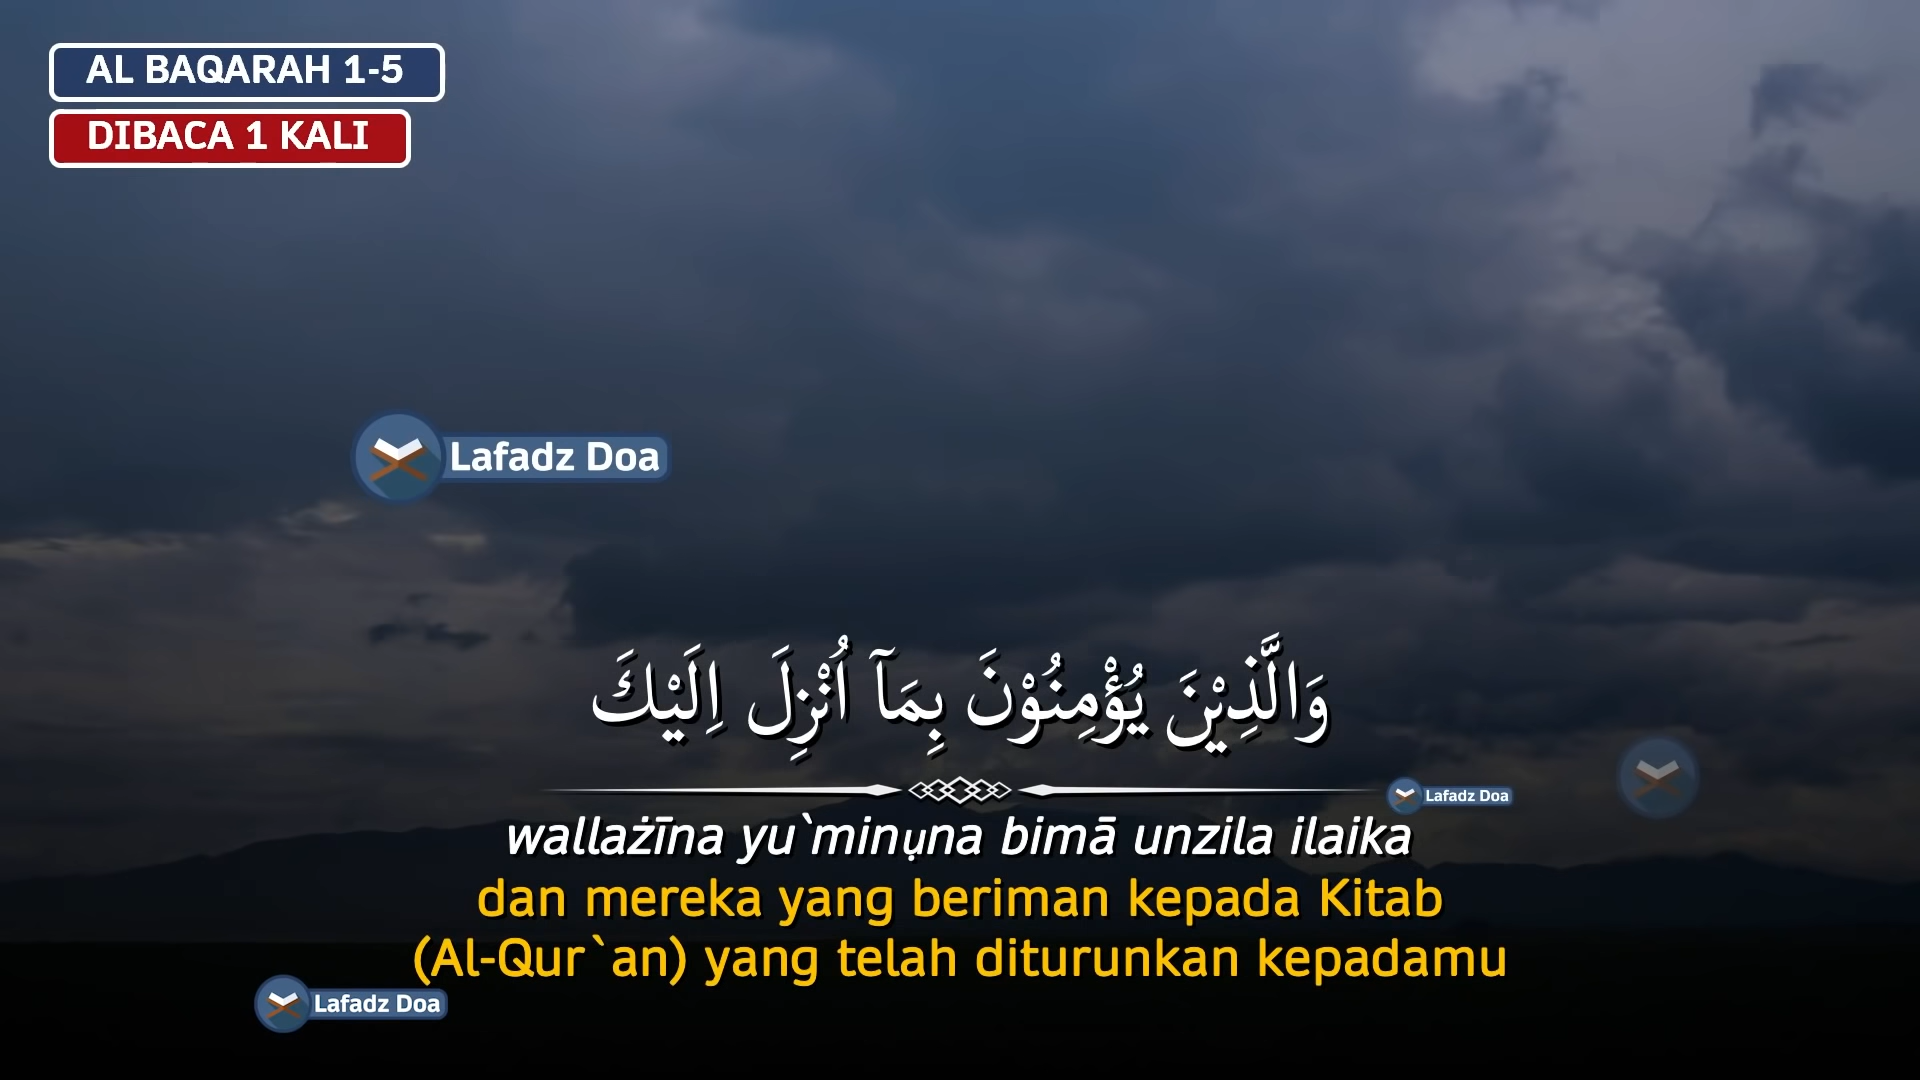 AL BAQARAH 1-5
DIBACA 1 KALI
Lafadz Doa
وَالَّذِيْنَ يُؤْمِنُوْنَ بِمَآ اُنْزِلَ اِلَيْكَ
Lafadz Doa
wallażīna yu`minụna bimā unzila ilaika
dan mereka yang beriman kepada Kitab
(Al-Qur`an) yang telah diturunkan kepadamu
Lafadz Doa